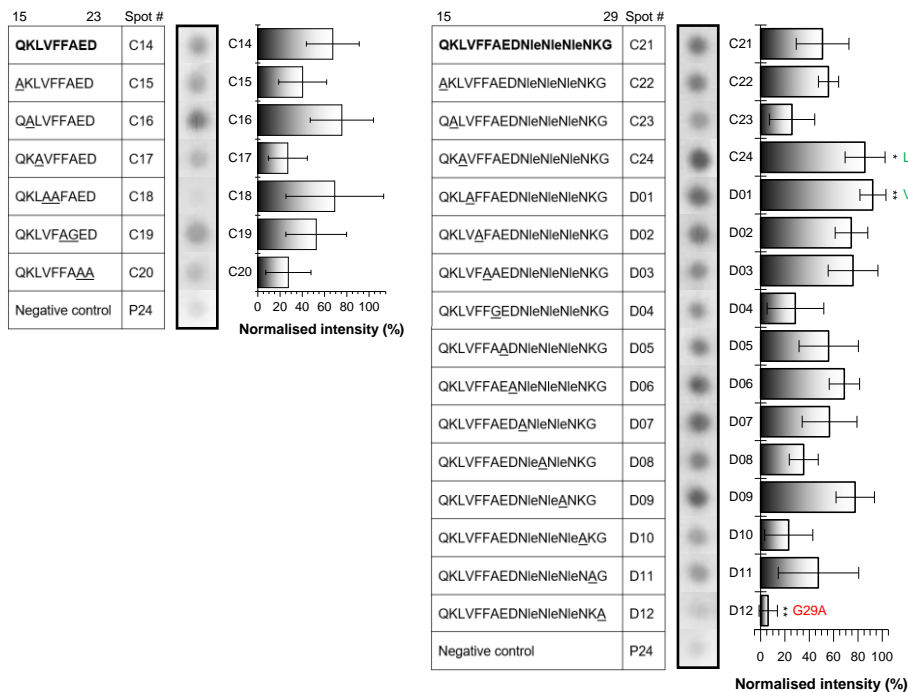 15 23 Spot #
QKLVFFAED C14
AKLVFFAED C15
QALVFFAED C16
QKAVFFAED C17
QKLAAFAED C18
QKLVFAGED C19
QKLVFFAAA C20
Negative control P24
C14
C15
C16
C17
C18
C19
C20
0 20 40 60 80 100
Normalised intensity (%)
15 29 Spot #
QKLVFFAEDNleNleNleNKG C21
AKLVFFAEDNleNleNleNKG C22
QALVFFAEDNleNleNleNKG C23
QKAVFFAEDNleNleNleNKG C24
QKLAFFAEDNleNleNleNKG D01
QKLVAFAEDNleNleNleNKG D02
QKLVFAAEDNleNleNleNKG D03
QKLVFFGEDNleNleNleNKG D04
QKLVFFAADNleNleNleNKG D05
QKLVFFAEANleNleNleNKG D06
QKLVFFAEDANleNleNKG D07
QKLVFFAEDNleANleNKG D08
QKLVFFAEDNleNleANKG D09
QKLVFFAEDNleNleNleAKG D10
QKLVFFAEDNleNleNleNAG D11
QKLVFFAEDNleNleNleNKA D12
Negative control P24
C21
C22
C23
C24 * L
D01 ** V
D02
D03
D04
D05
D06
D07
D08
D09
D10
D11
D12 ** G29A
0 20 40 60 80 100
Normalised intensity (%)